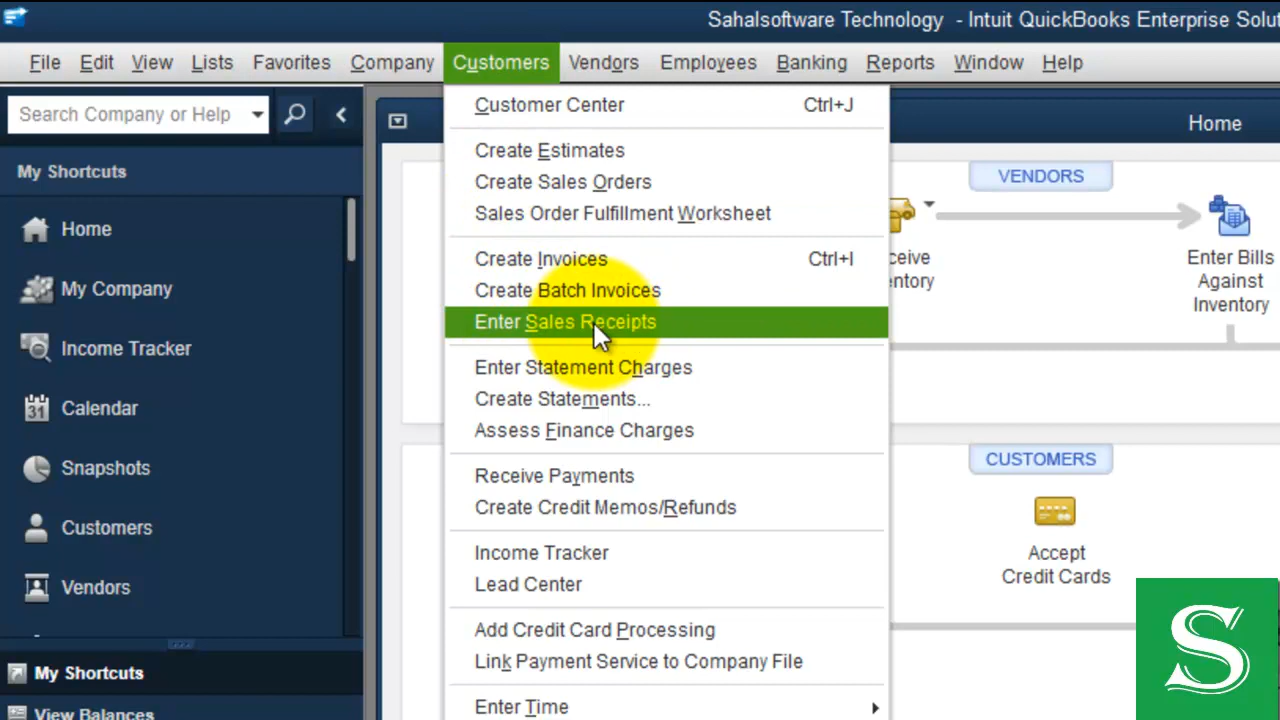 Sahalsoftware Technology - Intuit QuickBooks Enterprise Solu
File Edit View Lists Favorites Company Customers Vendors Employees Banking Reports Window Help
Search Company or Help
My Shortcuts
Home
My Company
Income Tracker
31
Calendar
Snapshots
Customers
Vendors
My Shortcuts
View Balances
Customer Center Ctrl+J
Create Estimates
Create Sales Orders
Sales Order Fulfillment Worksheet
Create Invoices Ctrl+I
Create Batch Invoices
Enter Sales Receipts
Enter Statement Charges
Create Statements...
Assess Finance Charges
Receive Payments
Create Credit Memos/Refunds
Income Tracker
Lead Center
Add Credit Card Processing
Link Payment Service to Company File
Enter Time
Home
VENDORS
eive
entory
Enter Bills
Against
Inventory
CUSTOMERS
Accept
Credit Cards
S